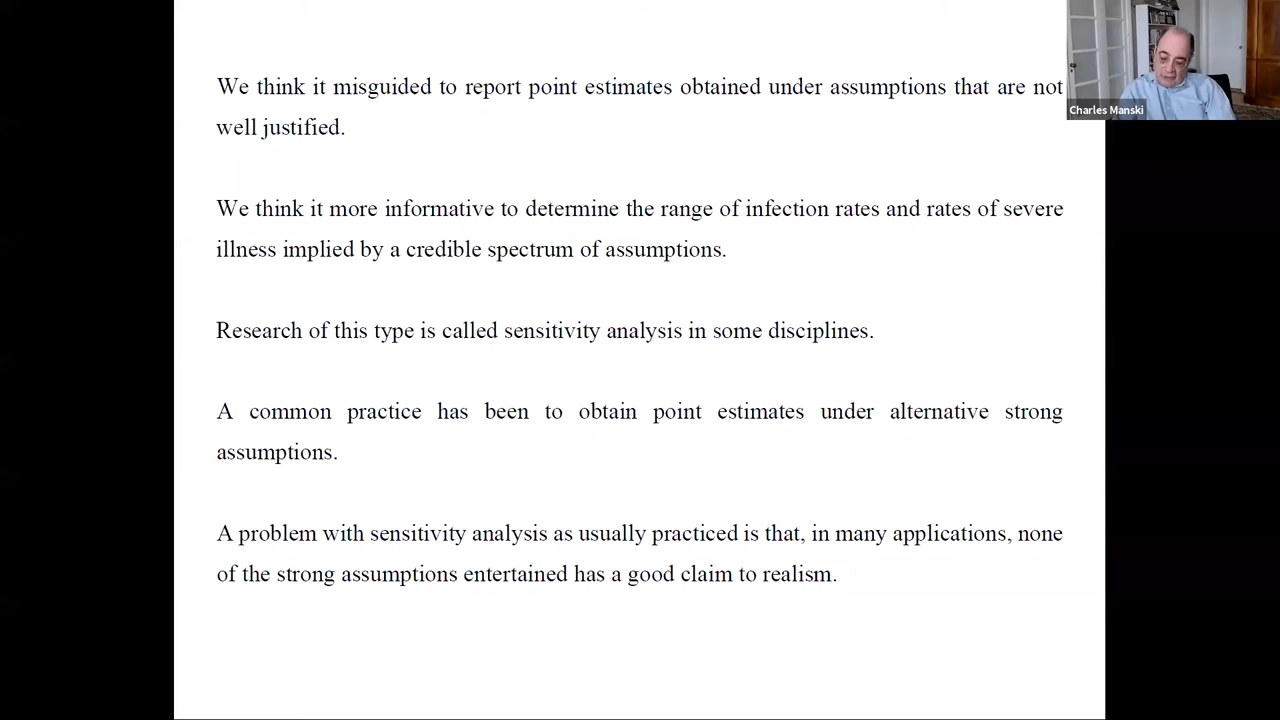 We think it misguided to report point estimates obtained under assumptions that are not
well justified.
We think it more informative to determine the range of infection rates and rates of severe
illness implied by a credible spectrum of assumptions.
Research of this type is called sensitivity analysis in some disciplines.
A common practice has been to obtain point estimates under alternative strong
assumptions.
A problem with sensitivity analysis as usually practiced is that, in many applications, none
of the strong assumptions entertained has a good claim to realism.
Charles Manski